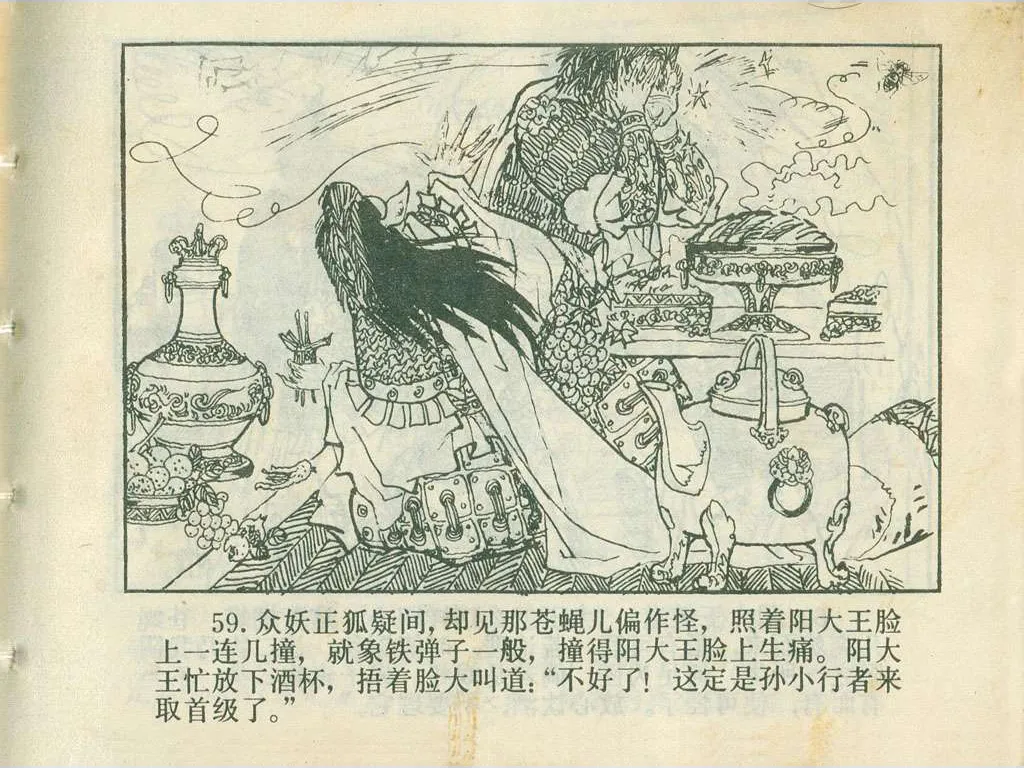 59.众妖正狐疑间,却见那苍蝇儿偏作怪，照着阳大王脸
上一连几撞，就象铁弹子一般，撞得阳大王脸上生痛。阳大
王忙放下酒杯，捂着脸大叫道:“不好了！这定是孙小行者来
取首级了。”